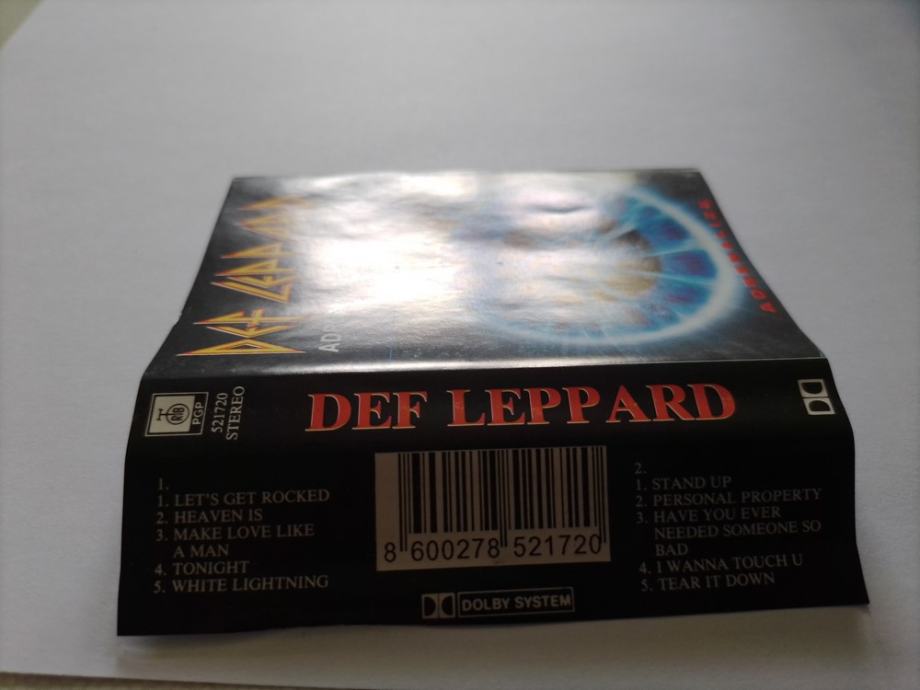 DEF LEPPARD
AD
ADRENALIZE
RTB
PGP
521720
STEREO
DEF LEPPARD
1.
1. LET'S GET ROCKED
2. HEAVEN IS
3. MAKE LOVE LIKE
A MAN
4. TONIGHT
5. WHITE LIGHTNING
8 600278 521720
2.
1. STAND UP
2. PERSONAL PROPERTY
3. HAVE YOU EVER
NEEDED SOMEONE SO
BAD
4. I WANNA TOUCH U
5. TEAR IT DOWN
DOLBY SYSTEM